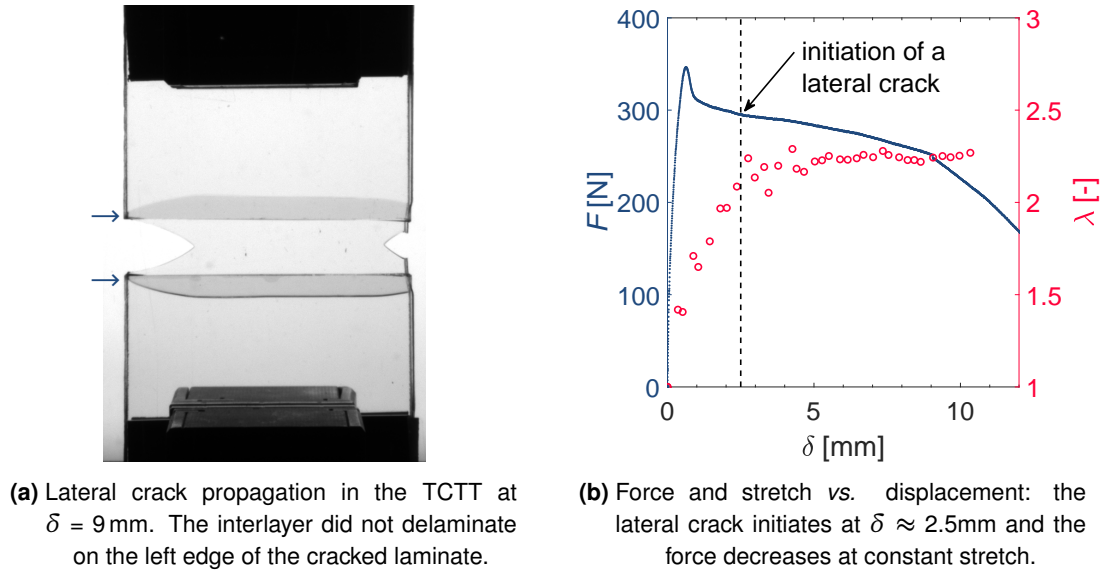 400
300
200
100
0
F [N]
initiation of a
lateral crack
3
2.5
2
1.5
1
λ [-]
0
5
10
δ [mm]
(a) Lateral crack propagation in the TCTT at
δ = 9 mm. The interlayer did not delaminate
on the left edge of the cracked laminate.
(b) Force and stretch vs. displacement: the
lateral crack initiates at δ ≈ 2.5mm and the
force decreases at constant stretch.